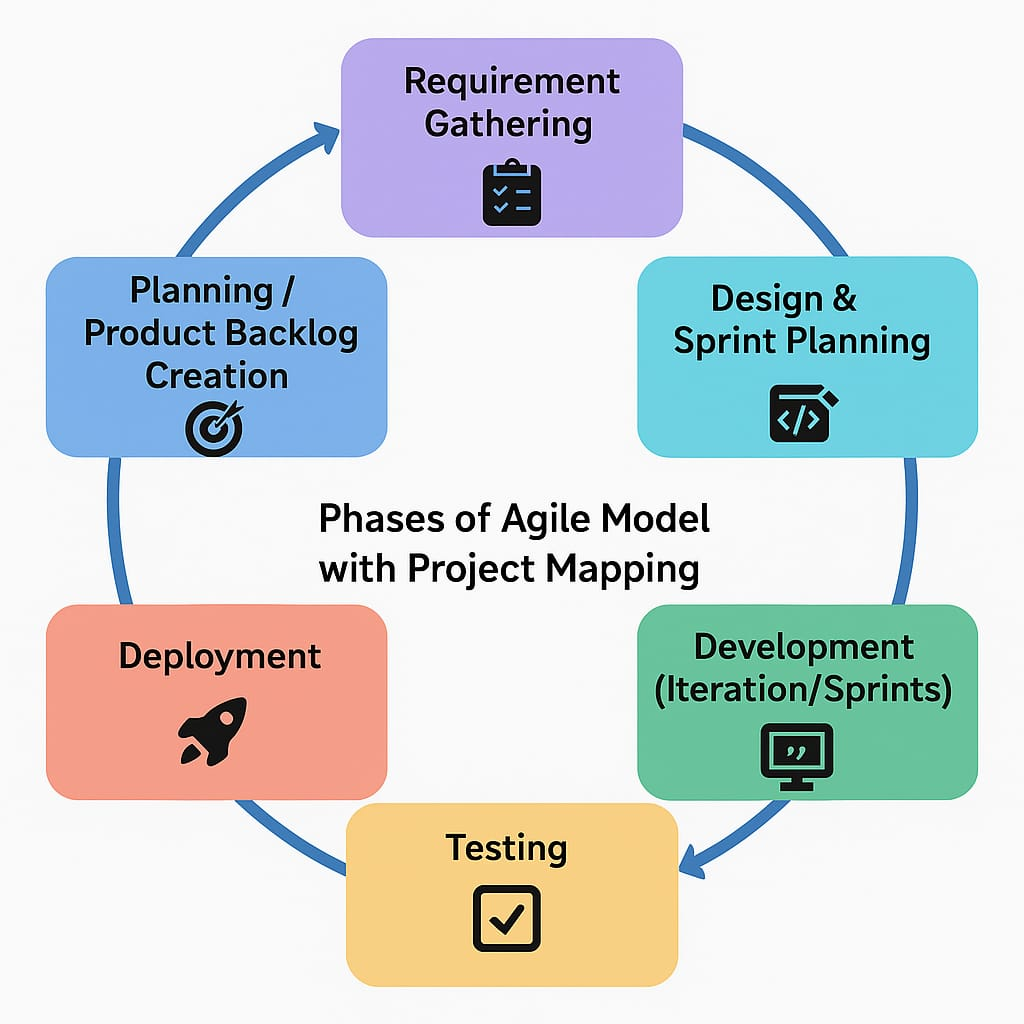 Requirement
Gathering
Design &
Sprint Planning
Development
(Iteration/Sprints)
Testing
Deployment
Planning /
Product Backlog
Creation
Phases of Agile Model
with Project Mapping